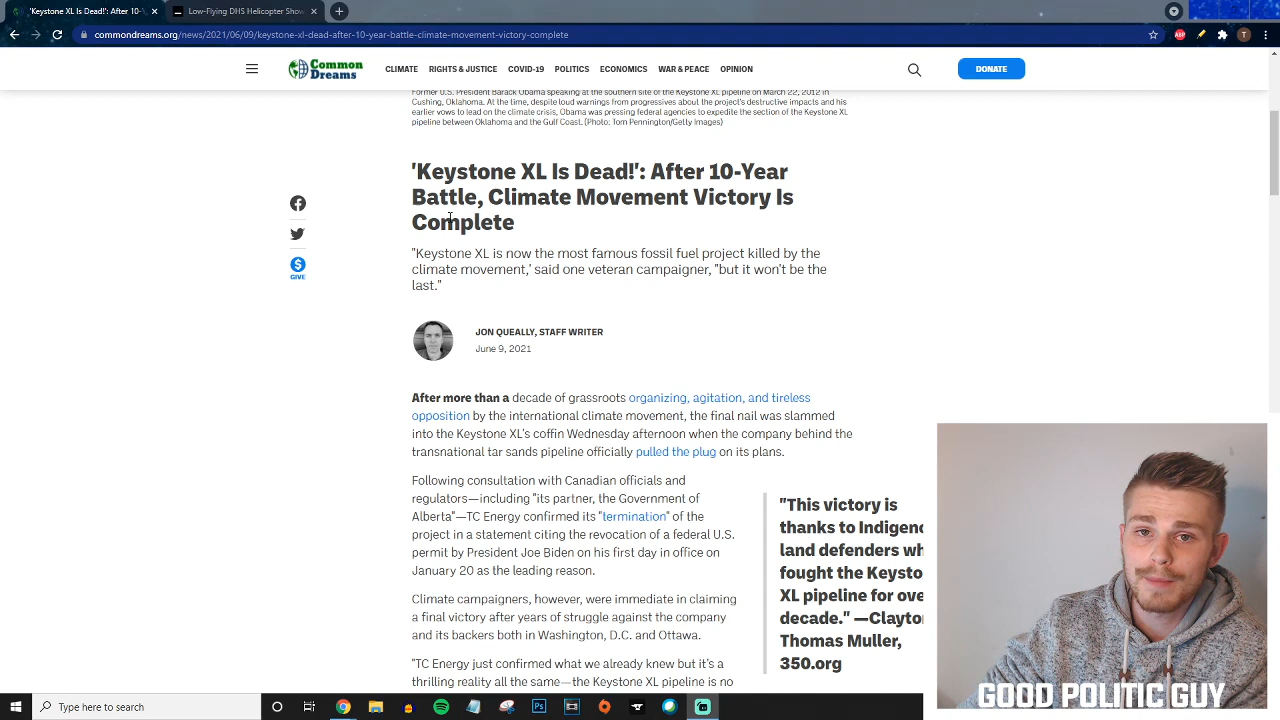 'Keystone XL Is Dead!': After 10-Y
Low-Flying DHS Helicopter Show
commondreams.org/news/2021/06/09/keystone-xl-dead-after-10-year-battle-climate-movement-victory-complete
ABP
T
Common
Dreams
CLIMATE RIGHTS & JUSTICE COVID-19 POLITICS ECONOMICS WAR & PEACE OPINION
DONATE
Former U.S. President Barack Obama speaking at the southern site of the Keystone XL pipeline on March 22, 2012 in
Cushing, Oklahoma. At the time, despite loud warnings from progressives about the project's destructive impacts and his
earlier vows to lead on the climate crisis, Obama was pressing federal agencies to expedite the section of the Keystone XL
pipeline between Oklahoma and the Gulf Coast. (Photo: Tom Pennington/Getty Images)
'Keystone XL Is Dead!': After 10-Year
Battle, Climate Movement Victory Is
Complete
"Keystone XL is now the most famous fossil fuel project killed by the
climate movement,' said one veteran campaigner, "but it won't be the
last."
GIVE
JON QUEALLY, STAFF WRITER
June 9, 2021
After more than a decade of grassroots organizing, agitation, and tireless
opposition by the international climate movement, the final nail was slammed
into the Keystone XL's coffin Wednesday afternoon when the company behind the
transnational tar sands pipeline officially pulled the plug on its plans.
Following consultation with Canadian officials and
regulators—including "its partner, the Government of
Alberta"—TC Energy confirmed its "termination" of the
project in a statement citing the revocation of a federal U.S.
permit by President Joe Biden on his first day in office on
January 20 as the leading reason.
Climate campaigners, however, were immediate in claiming
a final victory after years of struggle against the company
and its backers both in Washington, D.C. and Ottawa.
"TC Energy just confirmed what we already knew but it's a
thrilling reality all the same—the Keystone XL pipeline is no
"This victory is
thanks to Indigeno
land defenders wh
fought the Keysto
XL pipeline for ove
decade." —Clayto
Thomas Muller,
350.org
GOOD POLITIC GUY
Type here to search
Ps